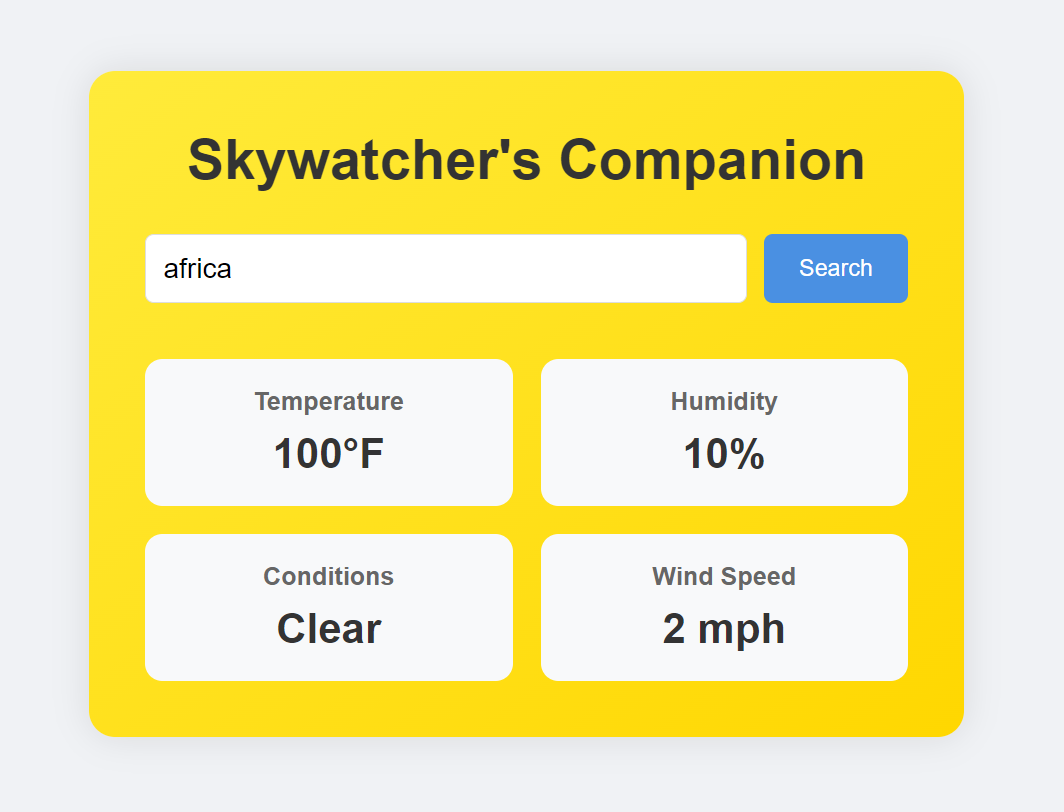 Skywatcher's Companion
africa
Search
Temperature
100°F
Humidity
10%
Conditions
Clear
Wind Speed
2 mph